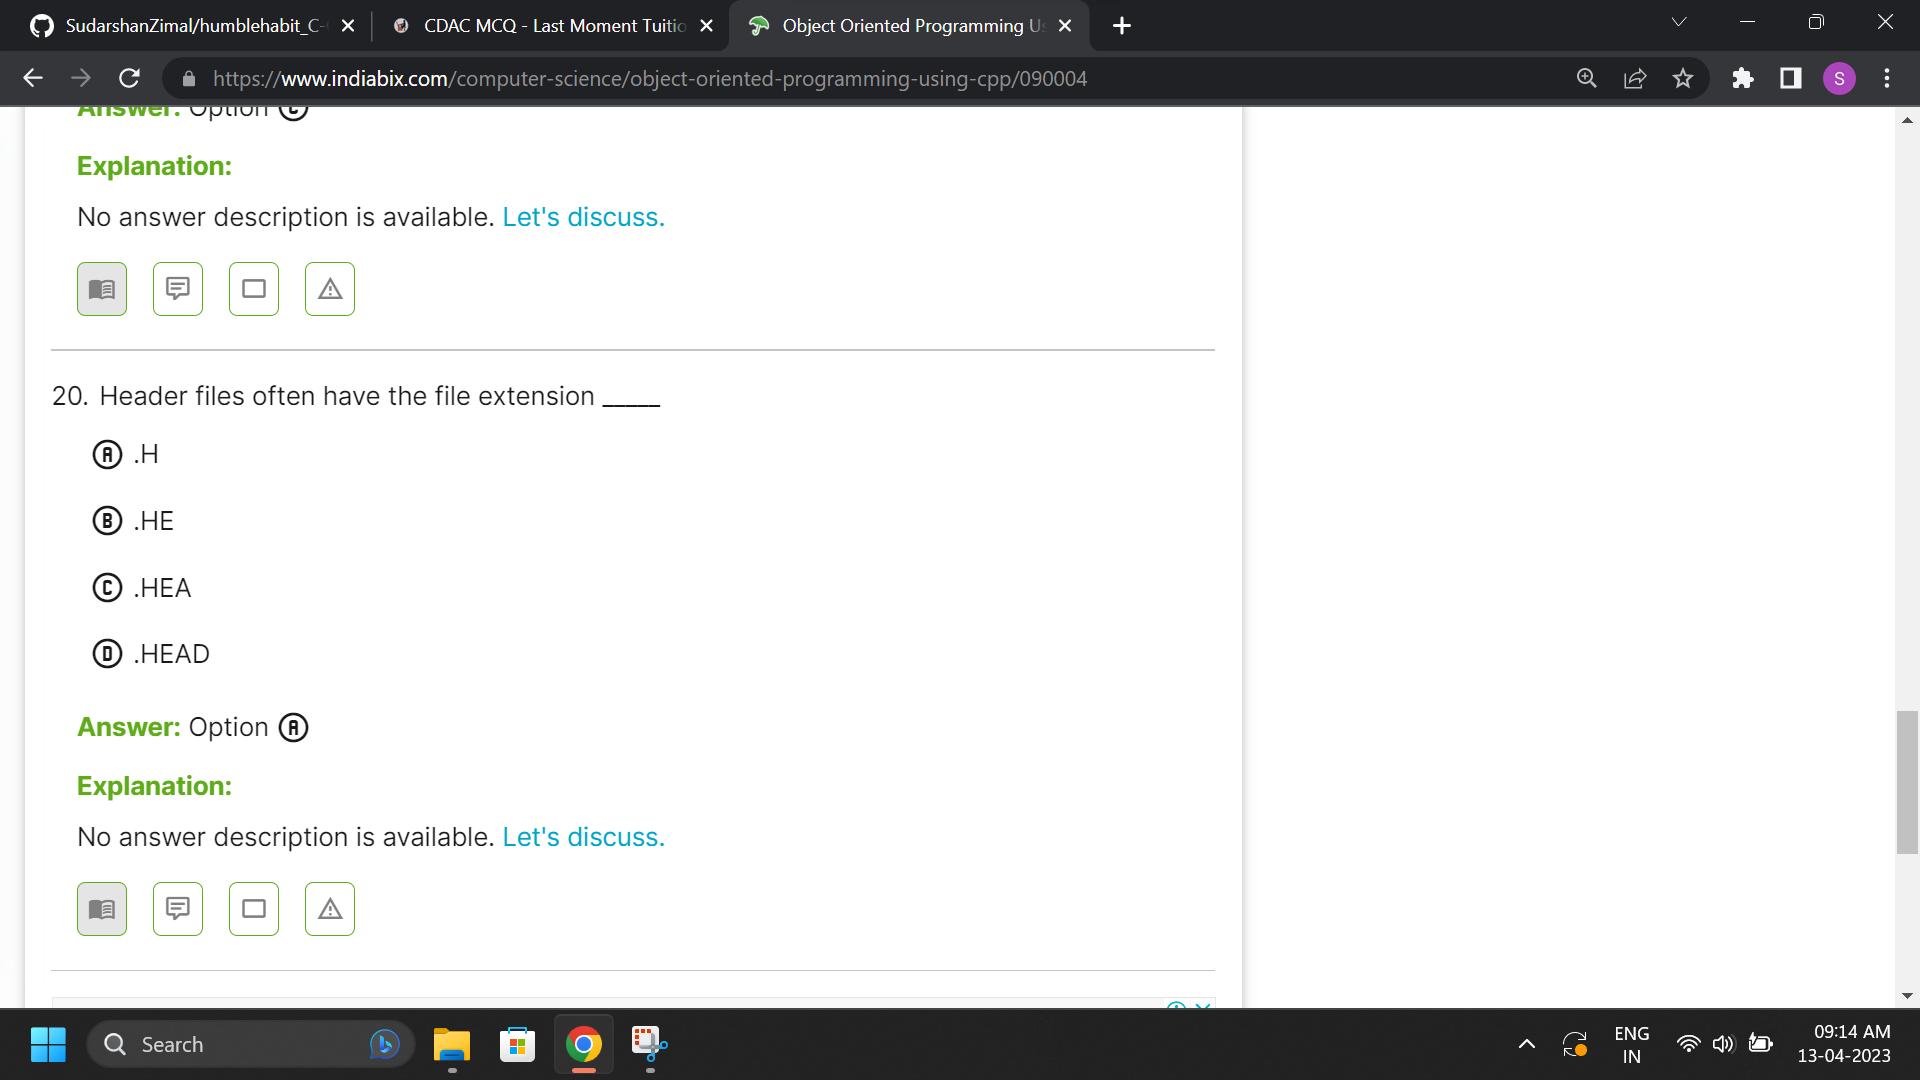 SudarshanZimal/humblehabit_C-
CDAC MCQ - Last Moment Tuitio
Object Oriented Programming Us
https://www.indiabix.com/computer-science/object-oriented-programming-using-cpp/090004
S
Answer: Option C
Explanation:
No answer description is available. Let's discuss.
20. Header files often have the file extension _____
A .H
B .HE
C .HEA
D .HEAD
Answer: Option A
Explanation:
No answer description is available. Let's discuss.
Search
ENG
IN
09:14 AM
13-04-2023